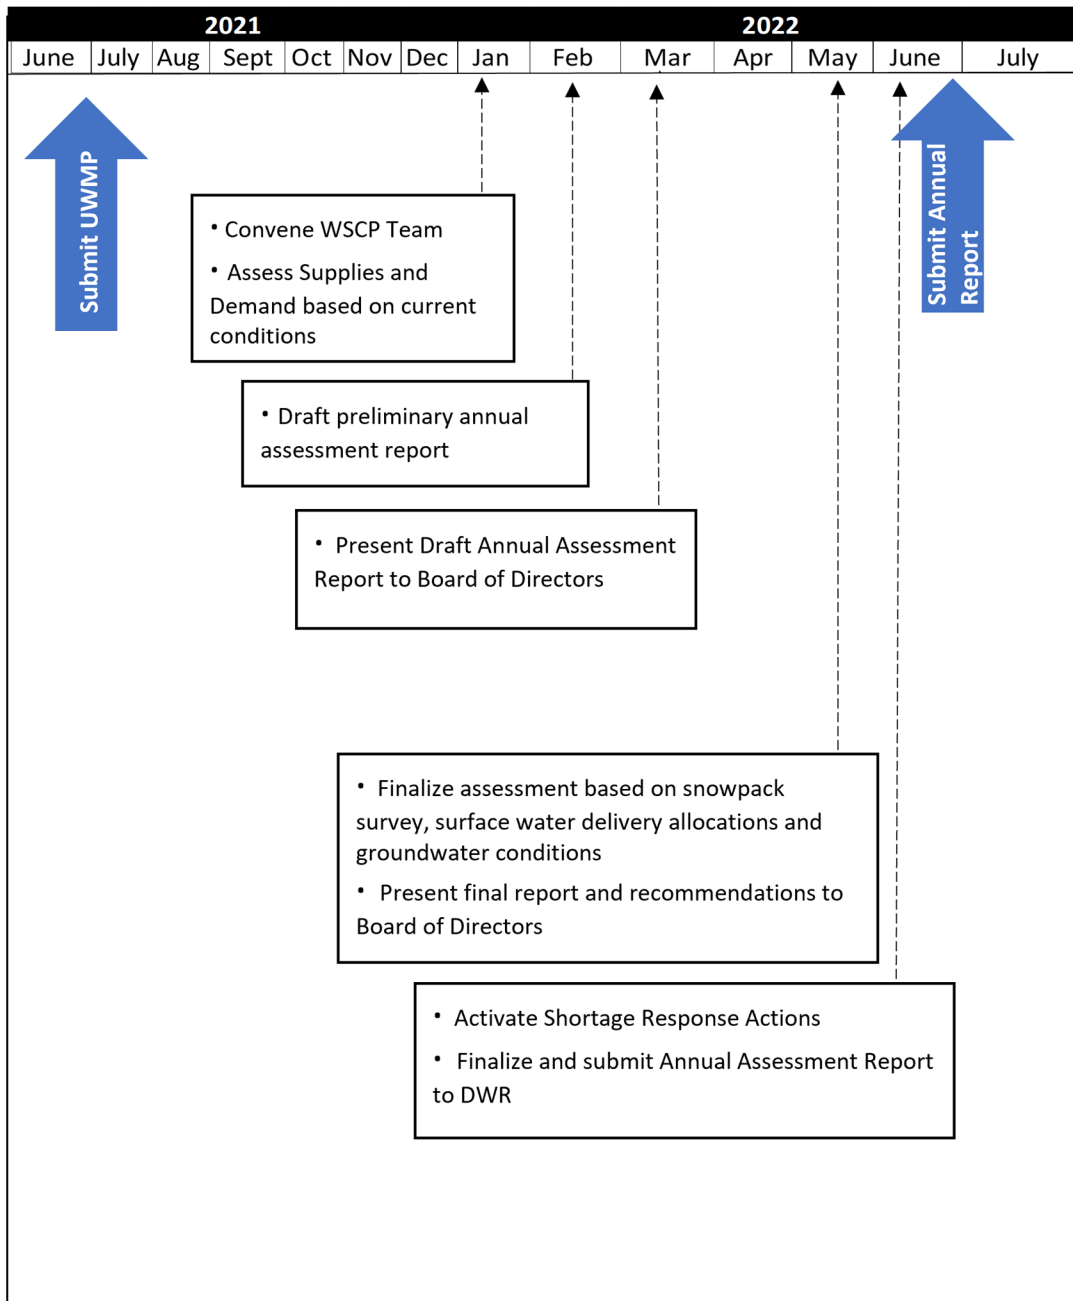 2021 2022
June July Aug Sept Oct Nov Dec Jan Feb Mar Apr May June July
Submit UWMP
Submit Annual
Report
• Convene WSCP Team
• Assess Supplies and
Demand based on current
conditions
• Draft preliminary annual
assessment report
• Present Draft Annual Assessment
Report to Board of Directors
• Finalize assessment based on snowpack
survey, surface water delivery allocations and
groundwater conditions
• Present final report and recommendations to
Board of Directors
• Activate Shortage Response Actions
• Finalize and submit Annual Assessment Report
to DWR